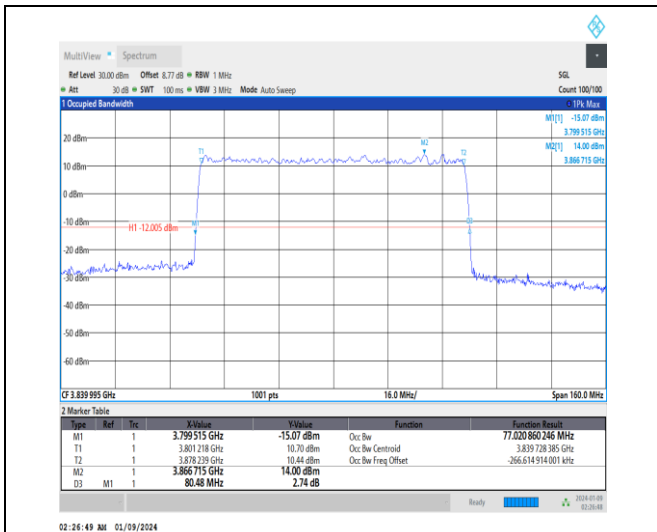 MultiView Spectrum
Ref Level 30.00 dBm Offset 8.77 dB RBW 1 MHz SGL
Att 30 dB SWT 100 ms VBW 3 MHz Mode Auto Sweep Count 100/100
1 Occupied Bandwidth 1Pk Max
M1[1] -15.07 dBm
3.799 515 GHz
M2[1] 14.00 dBm
3.866 715 GHz
20 dBm
T1 M2 T2
10 dBm
0 dBm
-10 dBm
H1 -12.005 dBm M1 D3
-20 dBm
-30 dBm
-40 dBm
-50 dBm
-60 dBm
CF 3.839 995 GHz 1001 pts 16.0 MHz/ Span 160.0 MHz
2 Marker Table
Type Ref Trc X-Value Y-Value Function Function Result
M1 1 3.799 515 GHz -15.07 dBm Occ Bw 77.020 860 246 MHz
T1 1 3.801 218 GHz 10.70 dBm Occ Bw Centroid 3.839 728 385 GHz
T2 1 3.878 239 GHz 10.44 dBm Occ Bw Freq Offset -266.614 914 001 kHz
M2 1 3.866 715 GHz 14.00 dBm
D3 M1 1 80.48 MHz 2.74 dB
Ready 02:26:48
02:26:49 AM 01/09/2024